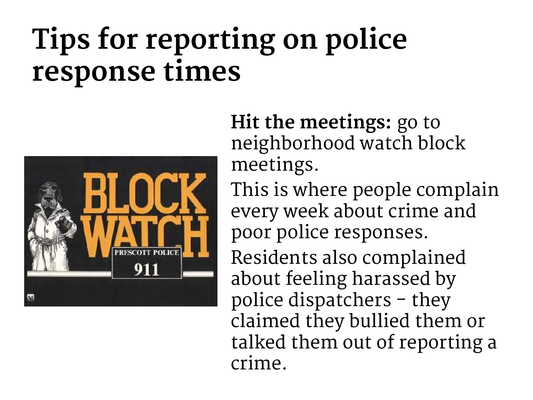 Tips for reporting on police
response times
Hit the meetings: go to
neighborhood watch block
meetings.
This is where people complain
every week about crime and
poor police responses.
Residents also complained
about feeling harassed by
police dispatchers – they
claimed they bullied them or
talked them out of reporting a
crime.
BLOCK
WATCH
PRESCOTT POLICE
911